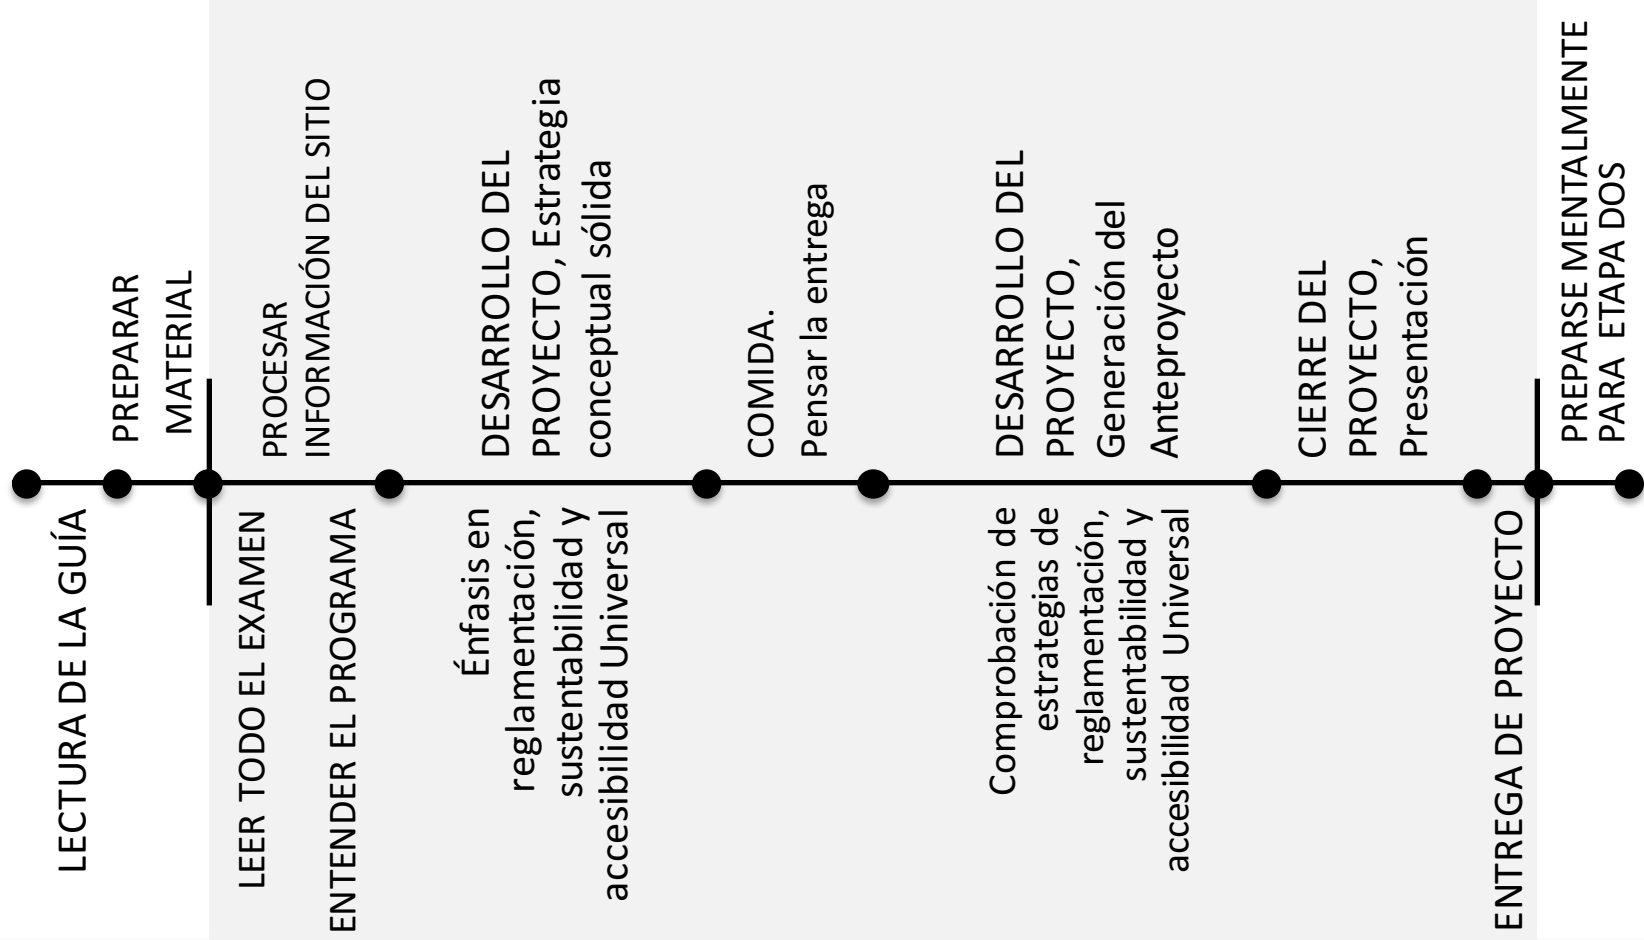 LECTURA DE LA GUÍA
PREPARAR
MATERIAL
LEER TODO EL EXAMEN
ENTENDER EL PROGRAMA
PROCESAR
INFORMACIÓN DEL SITIO
DESARROLLO DEL
PROYECTO, Estrategia
conceptual sólida
Énfasis en
reglamentación,
sustentabilidad y
acccesibilidad Universal
COMIDA.
Pensar la entrega
DESARROLLO DEL
PROYECTO,
Generación del
Anteproyecto
Comprobación de
estrategias de
reglamentación,
sustentabilidad y
accesibilidad Universal
CIERRE DEL
PROYECTO,
Presentación
ENTREGA DE PROYECTO
PREPARSE MENTALMENTE
PARA ETAPA DOS